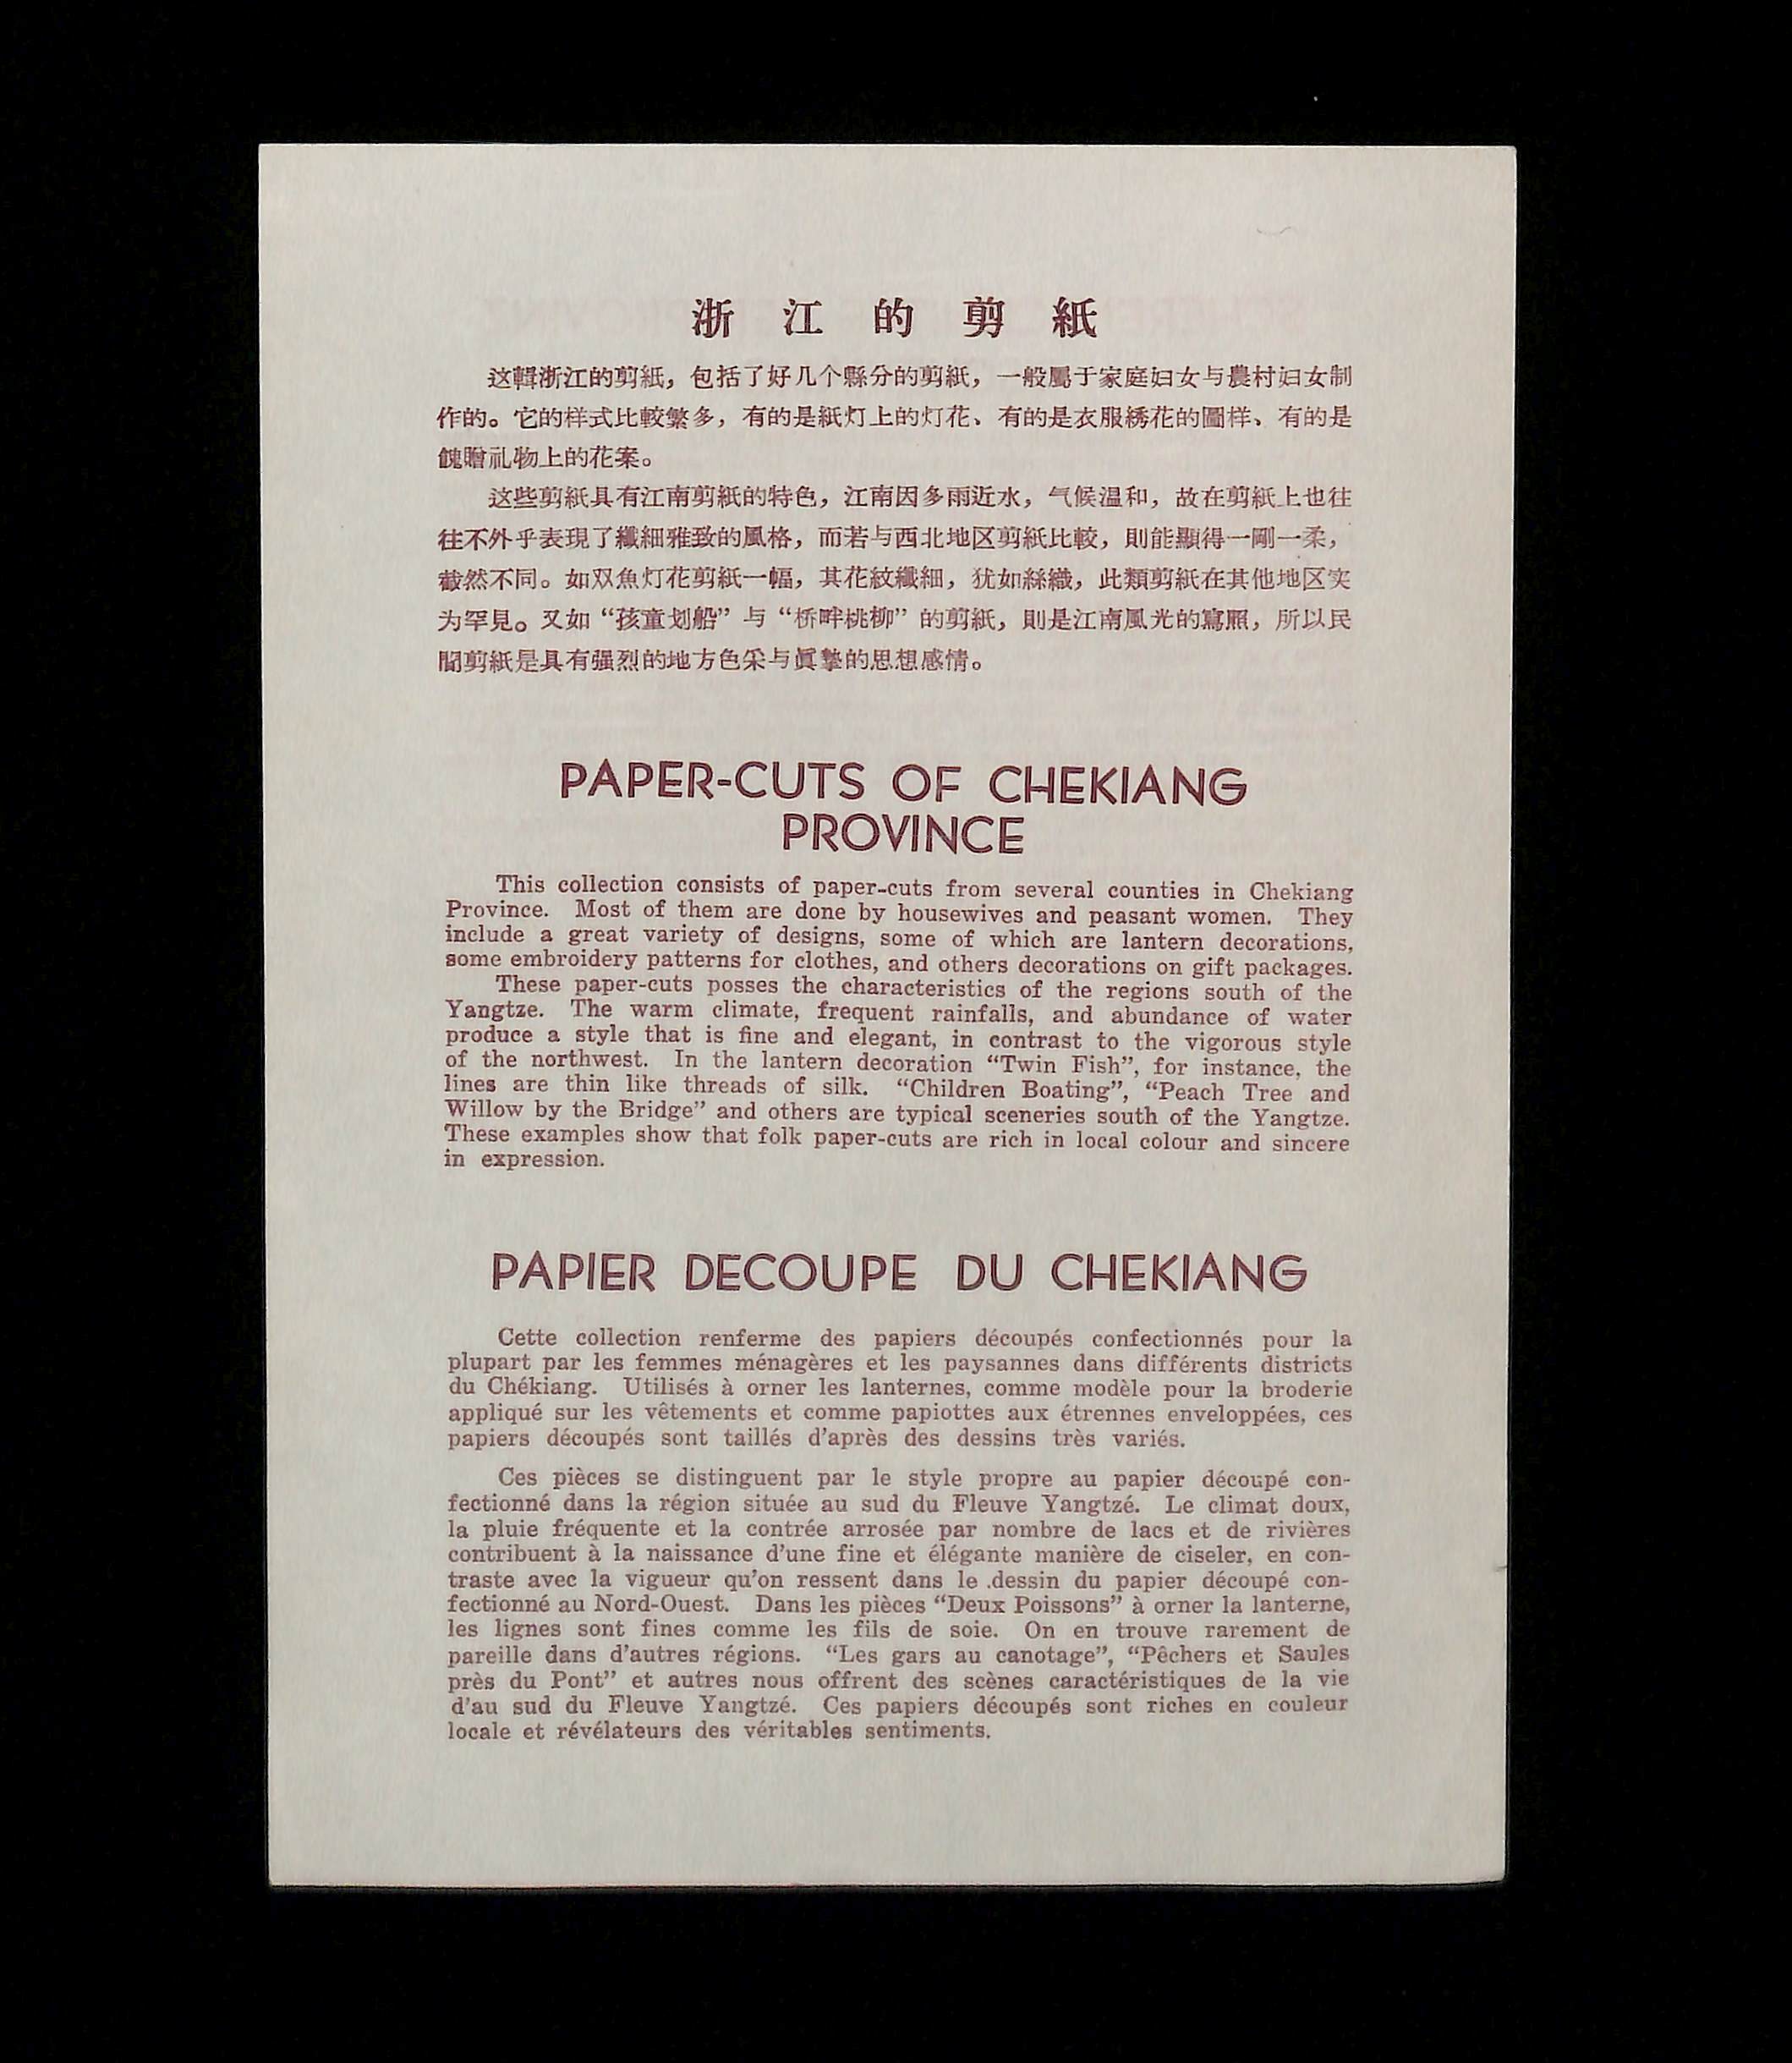 浙江的剪紙
这輯浙江的剪紙，包括了好几个縣分的剪紙，一般屬于家庭妇女与農村妇女制
作的。它的样式比較繁多，有的是紙灯上的灯花、有的是衣服綉花的圖样、有的是
餽贈礼物上的花案。
这些剪紙具有江南剪紙的特色，江南因多雨近水，气候温和，故在剪紙上也往
往不外乎表現了纖細雅致的風格，而若与西北地区剪紙比較，則能顯得一剛一柔，
截然不同。如双魚灯花剪紙一幅，其花紋纖細，犹如絲織，此類剪紙在其他地区实
为罕見。又如“孩童划船”与“桥畔桃柳”的剪紙，則是江南風光的寫照，所以民
間剪紙是具有强烈的地方色采与眞摯的思想感情。
PAPER-CUTS OF CHEKIANG
PROVINCE
This collection consists of paper-cuts from several counties in Chekiang
Province. Most of them are done by housewives and peasant women. They
include a great variety of designs, some of which are lantern decorations,
some embroidery patterns for clothes, and others decorations on gift packages.
These paper-cuts posses the characteristics of the regions south of the
Yangtze. The warm climate, frequent rainfalls, and abundance of water
produce a style that is fine and elegant, in contrast to the vigorous style
of the northwest. In the lantern decoration “Twin Fish”, for instance, the
lines are thin like threads of silk. “Children Boating”, “Peach Tree and
Willow by the Bridge” and others are typical sceneries south of the Yangtze.
These examples show that folk paper-cuts are rich in local colour and sincere
in expression.
PAPIER DECOUPE DU CHEKIANG
Cette collection renferme des papiers découpés confectionnés pour la
plupart par les femmes ménagères et les paysannes dans différents districts
du Chékiang. Utilisés à orner les lanternes, comme modèle pour la broderie
appliqué sur les vêtements et comme papiottes aux étrennes enveloppées, ces
papiers découpés sont taillés d’après des dessins très variés.
Ces pièces se distinguent par le style propre au papier découpé con-
fectionné dans la région située au sud du Fleuve Yangtzé. Le climat doux,
la pluie fréquente et la contrée arrosée par nombre de lacs et de rivières
contribuent à la naissance d’une fine et élégante manière de ciseler, en con-
traste avec la vigueur qu’on ressent dans le .dessin du papier découpé con-
fectionné au Nord-Ouest. Dans les pièces “Deux Poissons” à orner la lanterne,
les lignes sont fines comme les fils de soie. On en trouve rarement de
pareille dans d’autres régions. “Les gars au canotage”, “Pêchers et Saules
près du Pont” et autres nous offrent des scènes caractéristiques de la vie
d’au sud du Fleuve Yangtzé. Ces papiers découpés sont riches en couleur
locale et révélateurs des véritables sentiments.